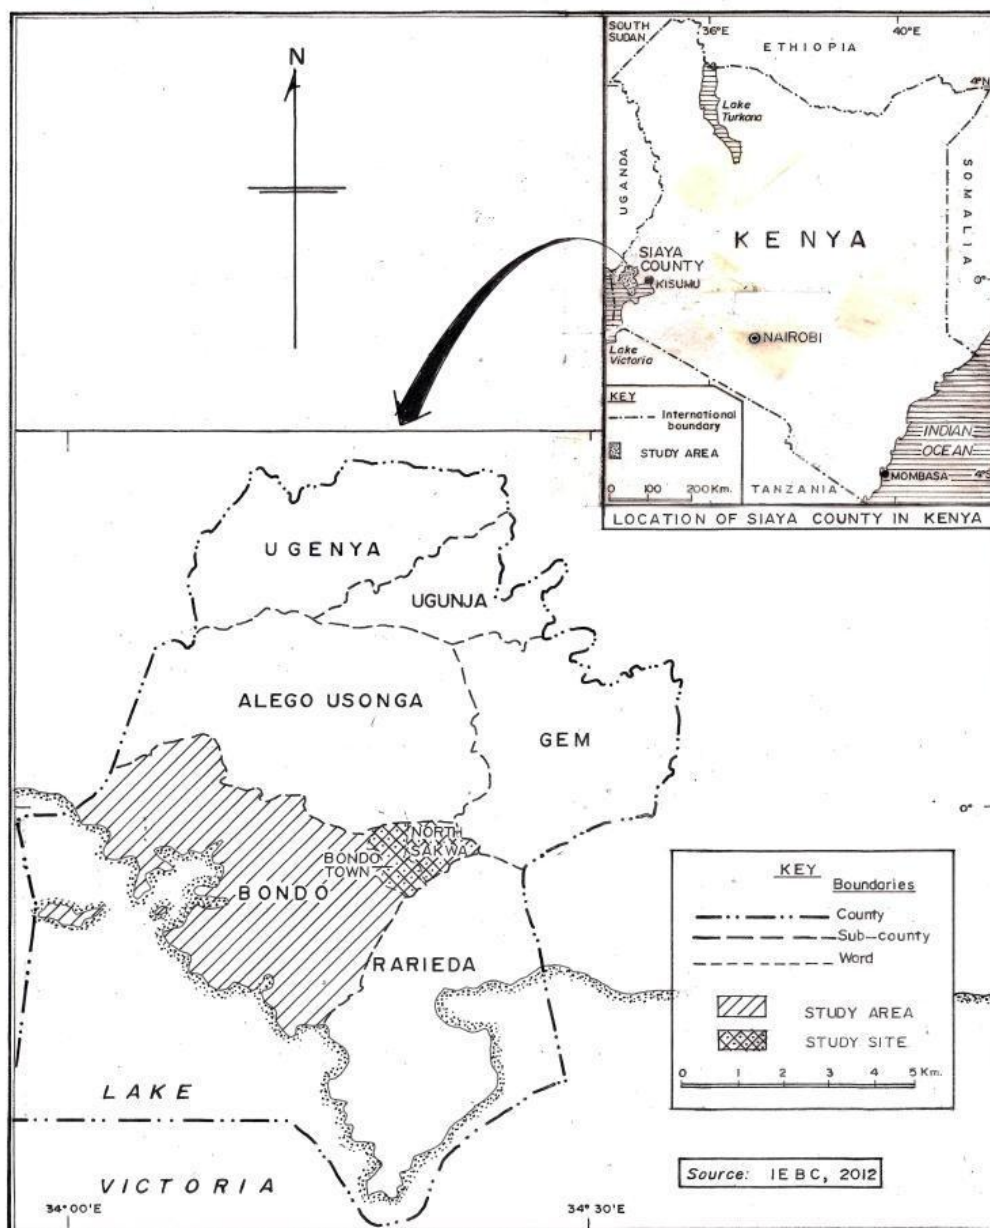 N
SOUTH
SUDAN
36°E
40°E
ETHIOPIA
4°N
Lake
Turkana
UGANDA
SOMALIA
KENYA
SIAYA
COUNTY
KISUMU
0°
NAIROBI
Lake
Victoria
KEY
International
boundary
STUDY AREA
0 100 200 Km.
INDIAN
OCEAN
MOMBASA
4°S
TANZANIA
LOCATION OF SIAYA COUNTY IN KENYA
UGENYA
UGUNJA
ALEGO USONGA
GEM
0°
NORTH
SAKWA
BONDO
TOWN
BONDO
RARIEDA
KEY
Boundaries
County
Sub-county
Word
STUDY AREA
STUDY SITE
0 1 2 3 4 5 Km.
LAKE
VICTORIA
Source: IEBC, 2012
34°00'E
34°30'E